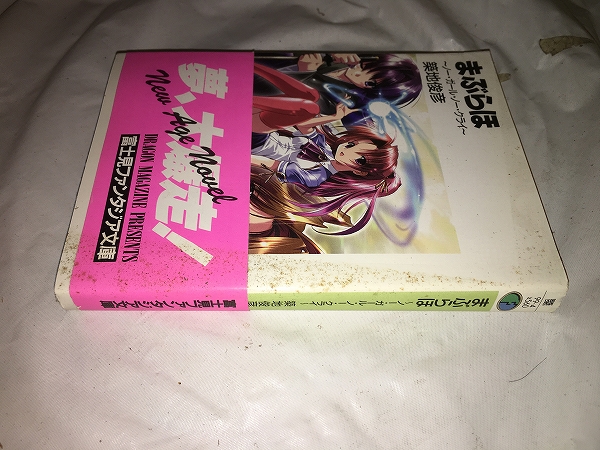 まぶらほ
～ノー・ガール・ノー・クライ～
築地俊彦
夢、大暴走!
New Age Novel
DRAGON MAGAZINE PRESENTS
富士見ファンタジア文庫
まぶらほ
～ノー・ガール・ノー・クライ～
築地俊彦
富士見ファンタジア文庫